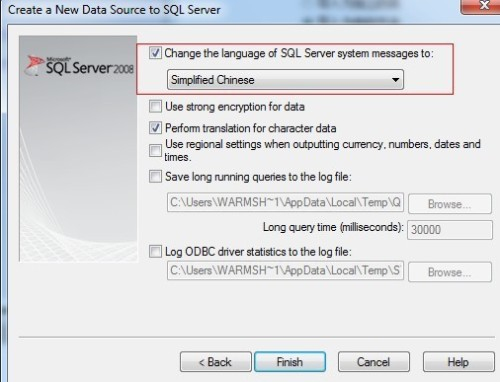 Create a New Data Source to SQL Server
Microsoft
SQL Server 2008
Change the language of SQL Server system messages to:
Simplified Chinese
Use strong encryption for data
Perform translation for character data
Use regional settings when outputting currency, numbers, dates and
times.
Save long running queries to the log file:
C:\Users\WARMSH~1\AppData\Local\Temp\Q
Browse...
Long query time (milliseconds):
30000
Log ODBC driver statistics to the log file:
C:\Users\WARMSH~1\AppData\Local\Temp\S
Browse...
< Back
Finish
Cancel
Help